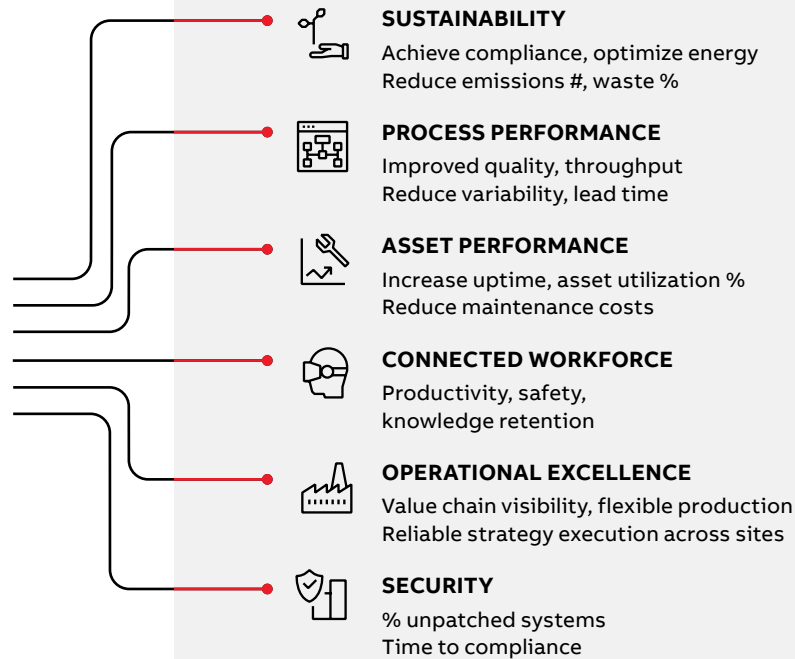 SUSTAINABILITY
Achieve compliance, optimize energy
Reduce emissions #, waste %
PROCESS PERFORMANCE
Improved quality, throughput
Reduce variability, lead time
ASSET PERFORMANCE
Increase uptime, asset utilization %
Reduce maintenance costs
CONNECTED WORKFORCE
Productivity, safety,
knowledge retention
OPERATIONAL EXCELLENCE
Value chain visibility, flexible production
Reliable strategy execution across sites
SECURITY
% unpatched systems
Time to compliance